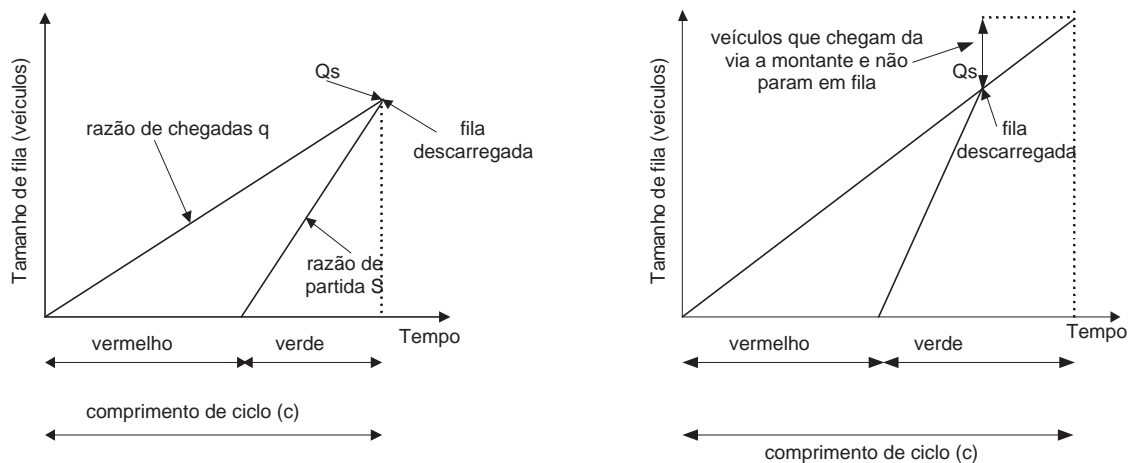 Tamanho de fila (veículos)
Qs
razão de chegadas q
fila
descarregada
razão de
partida S
Tempo
vermelho
verde
comprimento de ciclo (c)
Tamanho de fila (veículos)
veículos que chegam da
via a montante e não
param em fila
Qs
fila
descarregada
Tempo
vermelho
verde
comprimento de ciclo (c)